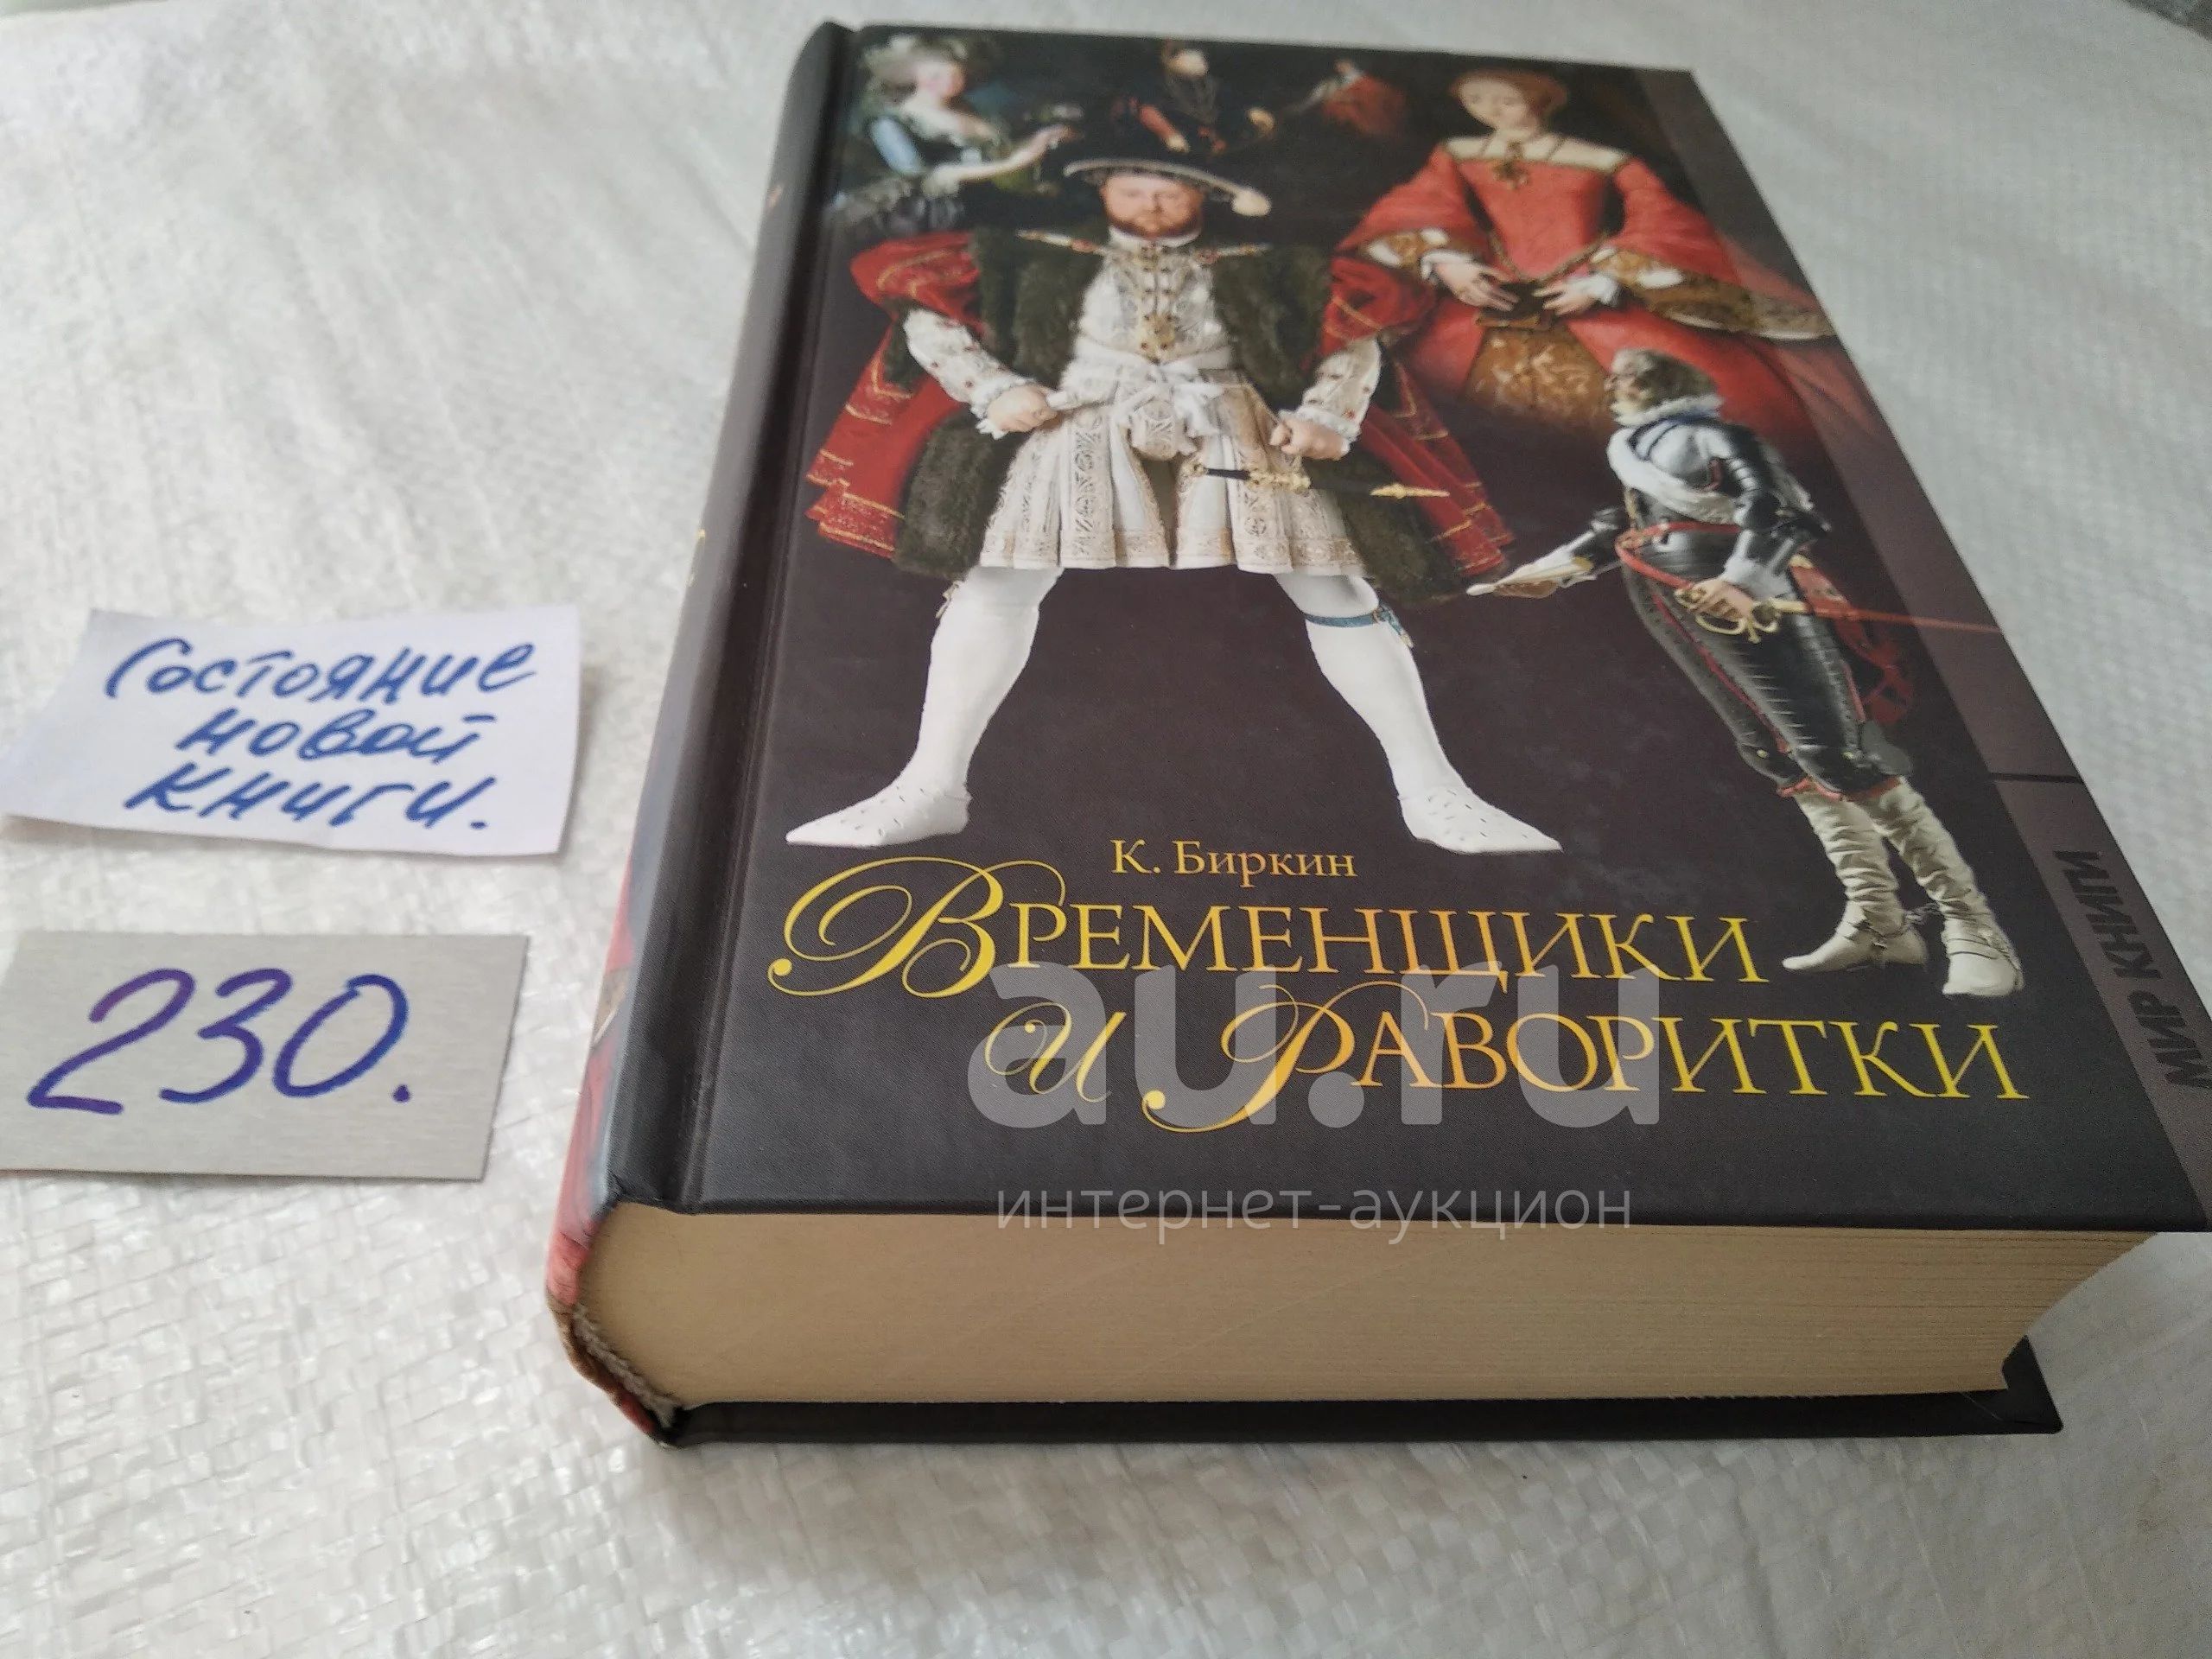 Состояние
новой
книги.
230.
К. Биркин
Временщики
и Фаворитки
МИР КНИГИ
au.ru
интернет-аукцион